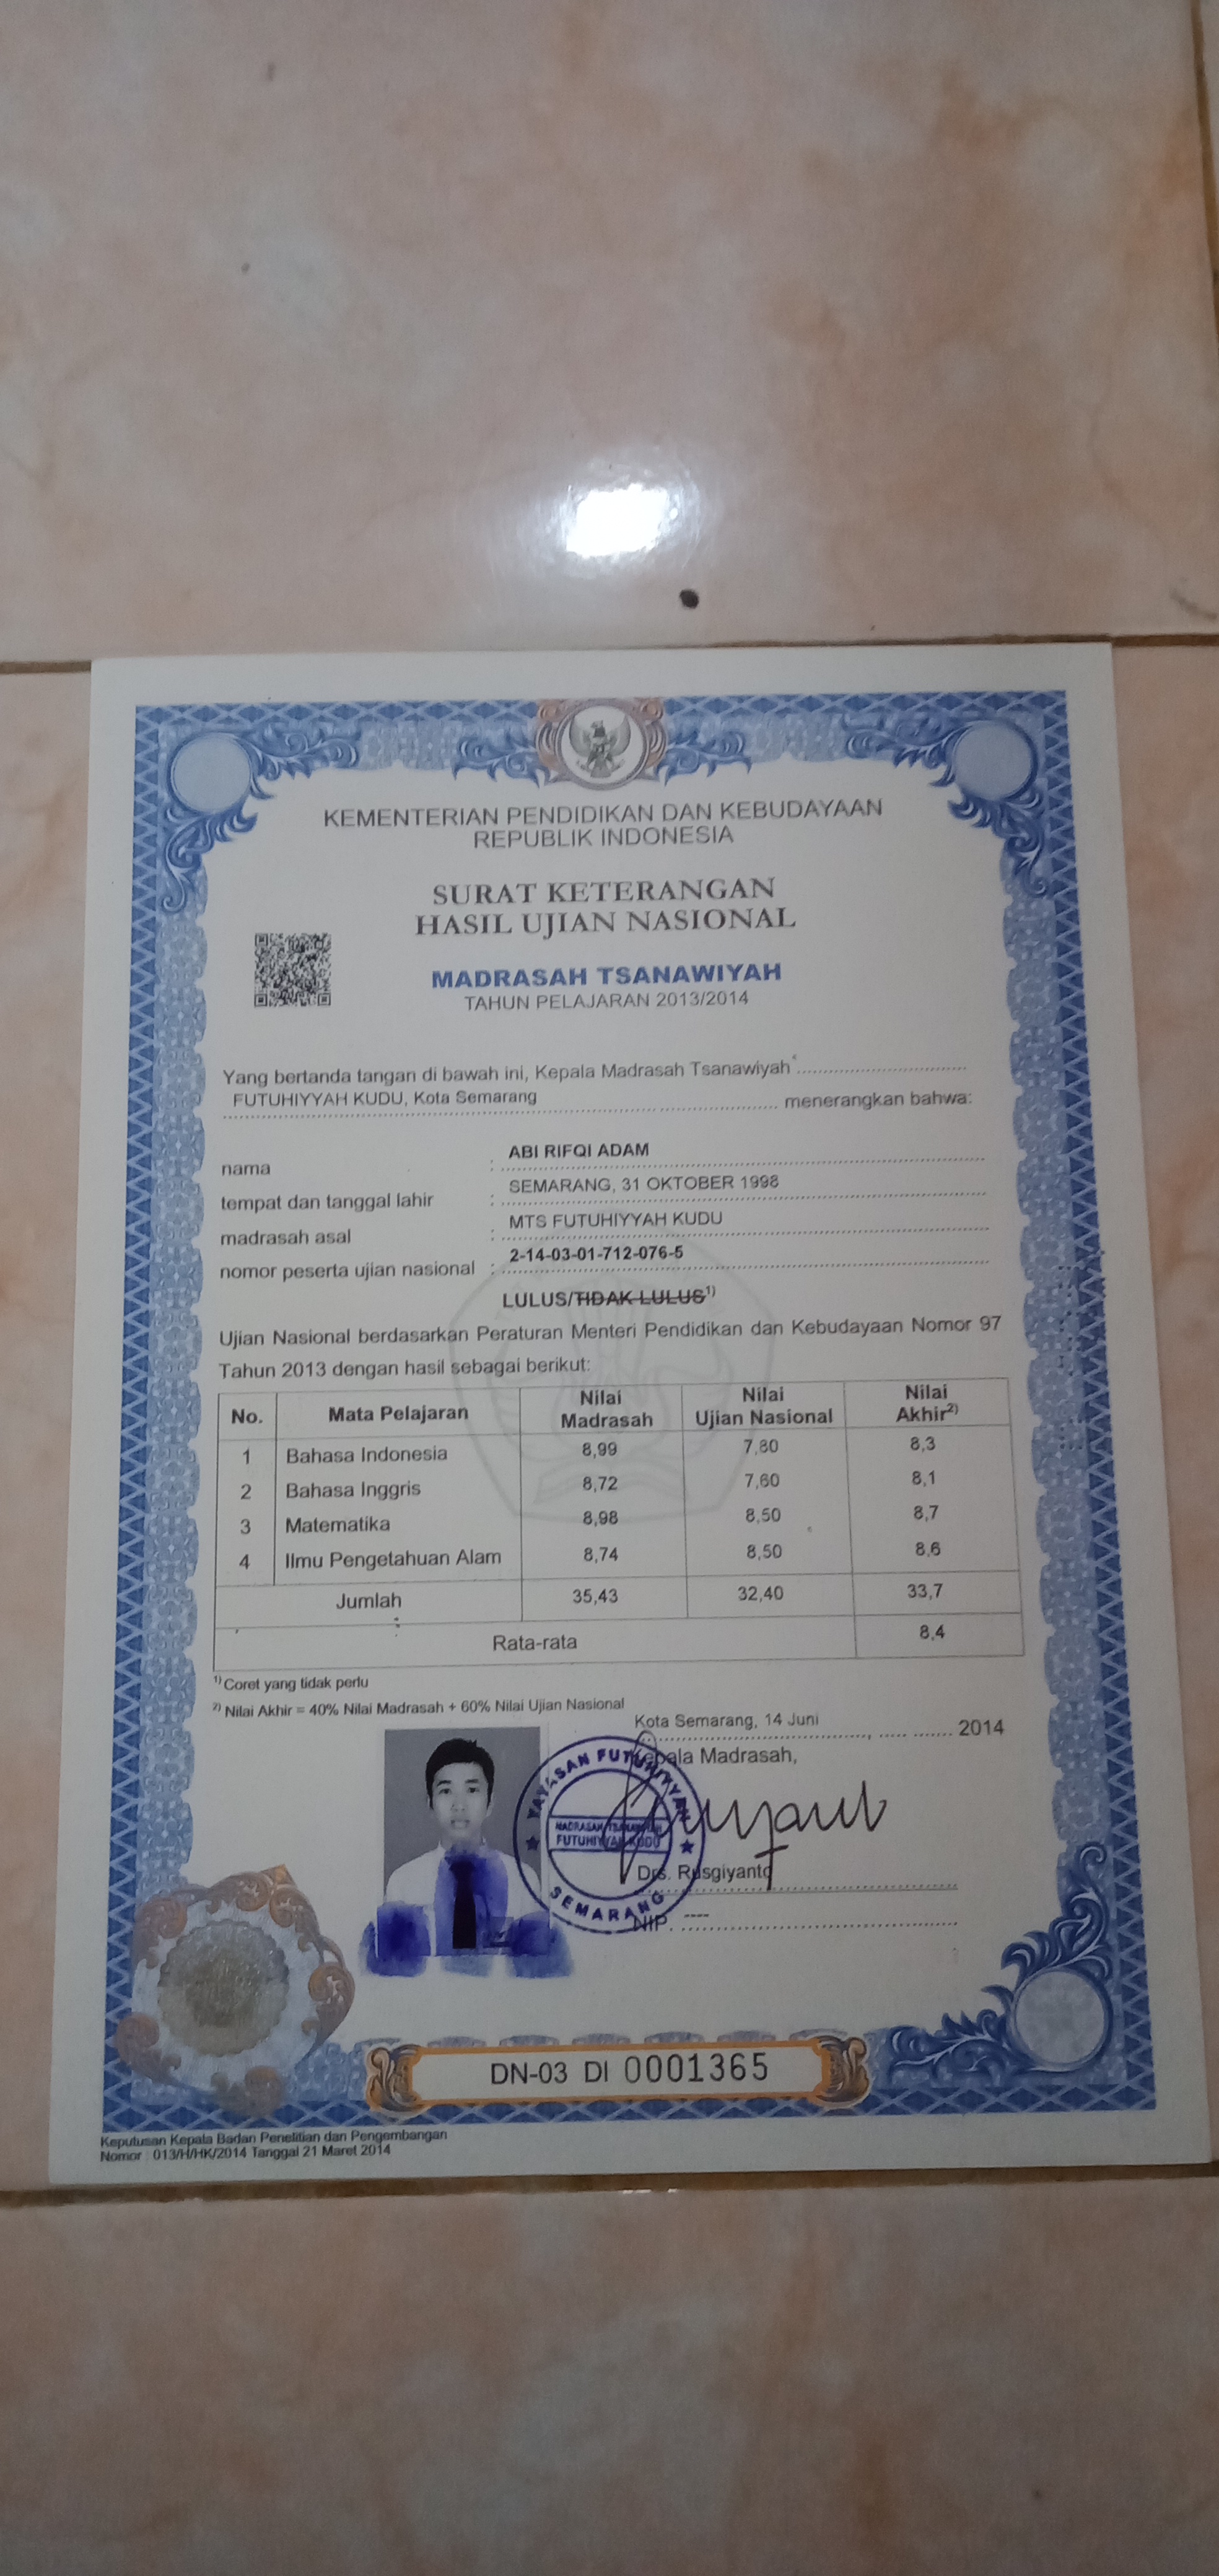 KEMENTERIAN PENDIDIKAN DAN KEBUDAYAAN
REPUBLIK INDONESIA
SURAT KETERANGAN
HASIL UJIAN NASIONAL
MADRASAH TSANAWIYAH
TAHUN PELAJARAN 2013/2014
Yang bertanda tangan di bawah ini, Kepala Madrasah Tsanawiyah
FUTUHIYYAH KUDU, Kota Semarang menerangkan bahwa:
nama : ABI RIFQI ADAM
tempat dan tanggal lahir : SEMARANG, 31 OKTOBER 1998
madrasah asal : MTS FUTUHIYYAH KUDU
nomor peserta ujian nasional : 2-14-03-01-712-076-5
LULUS/TIDAK LULUS1)
Ujian Nasional berdasarkan Peraturan Menteri Pendidikan dan Kebudayaan Nomor 97
Tahun 2013 dengan hasil sebagai berikut:
No. Mata Pelajaran Nilai Madrasah Nilai Ujian Nasional Nilai Akhir2)
1 Bahasa Indonesia 8,99 7,80 8,3
2 Bahasa Inggris 8,72 7,60 8,1
3 Matematika 8,98 8,50 8,7
4 Ilmu Pengetahuan Alam 8,74 8,50 8,6
Jumlah 35,43 32,40 33,7
Rata-rata 8,4
1) Coret yang tidak perlu
2) Nilai Akhir = 40% Nilai Madrasah + 60% Nilai Ujian Nasional
Kota Semarang, 14 Juni, 2014
Kepala Madrasah,
YAYASAN FUTUHIYYAH
MADRASAH TSANAWIYAH
FUTUHIYYAH KUDU
SEMARANG
Drs. Rusgiyanto
NIP. ----
DN-03 DI 0001365
Keputusan Kepala Badan Penelitian dan Pengembangan
Nomor : 013/H/HK/2014 Tanggal 21 Maret 2014